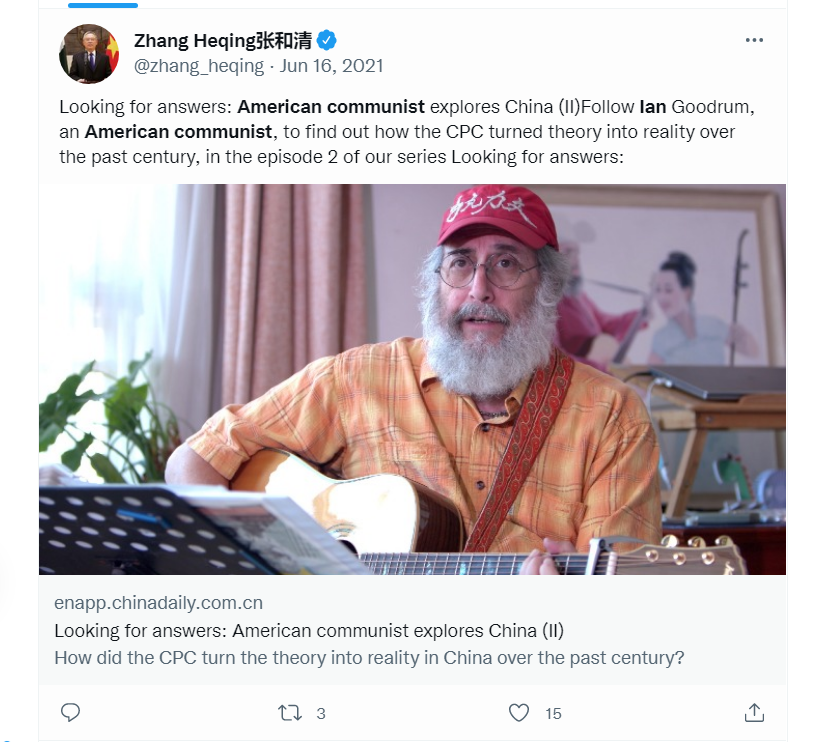 Zhang Heqing张和清
@zhang_heqing · Jun 16, 2021
Looking for answers: American communist explores China (II)Follow Ian Goodrum,
an American communist, to find out how the CPC turned theory into reality over
the past century, in the episode 2 of our series Looking for answers:
enapp.chinadaily.com.cn
Looking for answers: American communist explores China (II)
How did the CPC turn the theory into reality in China over the past century?
3
15